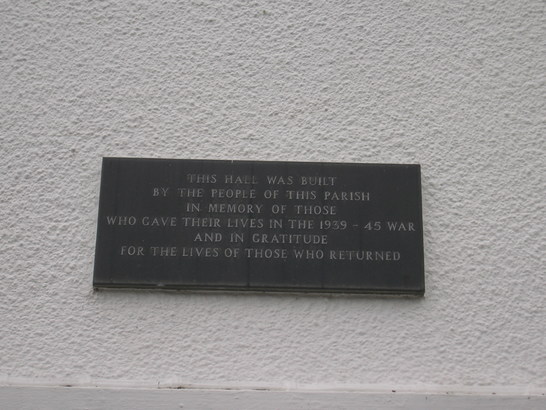 THIS HALL WAS BUILT
BY THE PEOPLE OF THIS PARISH
IN MEMORY OF THOSE
WHO GAVE THEIR LIVES IN THE 1939 - 45 WAR
AND IN GRATITUDE
FOR THE LIVES OF THOSE WHO RETURNED